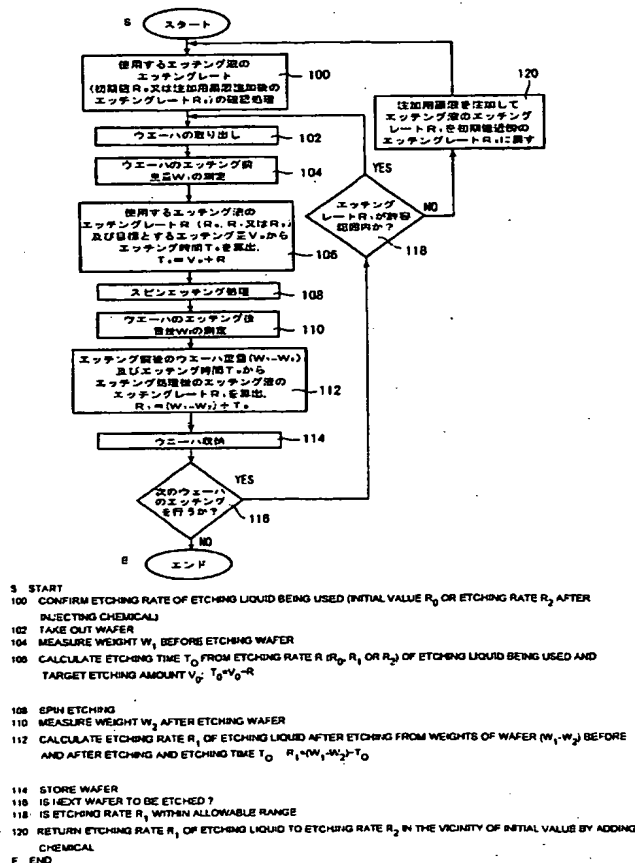 S
スタート
使用するエッチング液の
エッチングレート
(初期値R₀又は注加用薬液注加後の
エッチングレートR₂)の確認処理
100
ウエーハの取り出し
102
ウエーハのエッチング前
重量W₁の測定
104
使用するエッチング液の
エッチングレートR (R₀, R₁又はR₂)
及び目標とするエッチング量V₀から
エッチング時間T₀を算出.
T₀=V₀÷R
106
スピンエッチング処理
108
ウエーハのエッチング後
重量W₂の測定
110
エッチング前後のウエーハ重量(W₁-W₂)
及びエッチング時間T₀から
エッチング処理後のエッチング液の
エッチングレートR₁を算出.
R₁=(W₁-W₂)÷T₀
112
ウエーハ収納
114
次のウェーハ
のエッチング
を行うか?
YES
116
NO
E
エンド
120
注加用薬液を注加して
エッチング液のエッチング
レートR₁を初期値近傍の
エッチングレートR₂に戻す
YES
エッチング
レートR₁が許容
範囲内か?
NO
118
S START
100 CONFIRM ETCHING RATE OF ETCHING LIQUID BEING USED (INITIAL VALUE R₀ OR ETCHING RATE R₂ AFTER
INJECTING CHEMICAL)
102 TAKE OUT WAFER
104 MEASURE WEIGHT W₁ BEFORE ETCHING WAFER
106 CALCULATE ETCHING TIME T₀ FROM ETCHING RATE R (R₀, R₁ OR R₂) OF ETCHING LIQUID BEING USED AND
TARGET ETCHING AMOUNT V₀: T₀=V₀÷R
108 SPIN ETCHING
110 MEASURE WEIGHT W₂ AFTER ETCHING WAFER
112 CALCULATE ETCHING RATE R₁ OF ETCHING LIQUID AFTER ETCHING FROM WEIGHTS OF WAFER (W₁-W₂) BEFORE
AND AFTER ETCHING AND ETCHING TIME T₀ R₁=(W₁-W₂)÷T₀
114 STORE WAFER
116 IS NEXT WAFER TO BE ETCHED ?
118 IS ETCHING RATE R₁ WITHIN ALLOWABLE RANGE
120 RETURN ETCHING RATE R₁ OF ETCHING LIQUID TO ETCHING RATE R₂ IN THE VICINITY OF INITIAL VALUE BY ADDING
CHEMICAL
E END